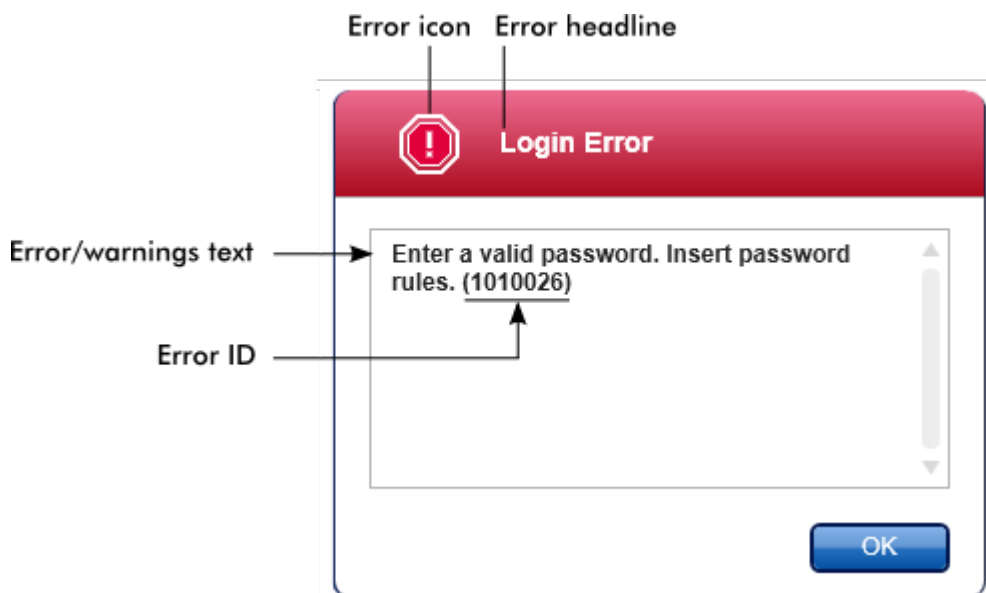 Error icon Error headline
! Login Error
Error/warnings text
Enter a valid password. Insert password
rules. (1010026)
Error ID
OK